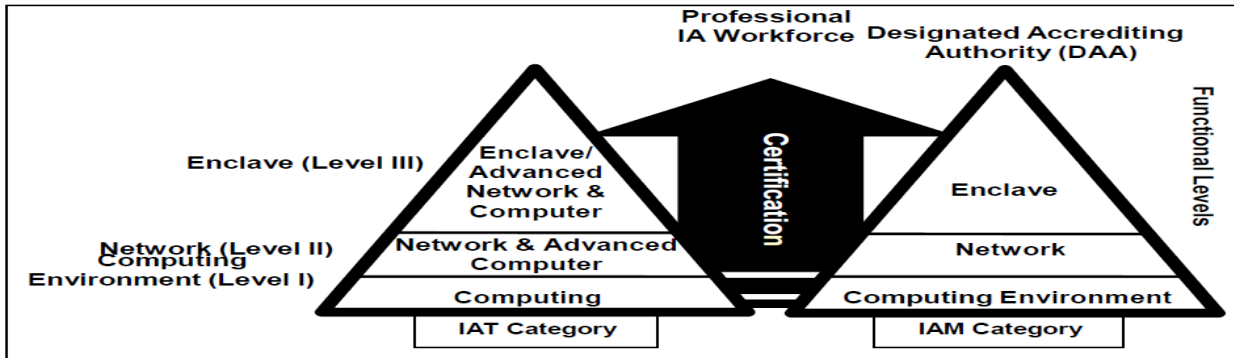 Professional
IA Workforce
Designated Accrediting
Authority (DAA)
Functional Levels
Certification
Enclave (Level III)
Enclave/
Advanced
Network &
Computer
Enclave
Network (Level II)
Network & Advanced
Computer
Network
Computing
Environment (Level I)
Computing
Computing Environment
IAT Category
IAM Category